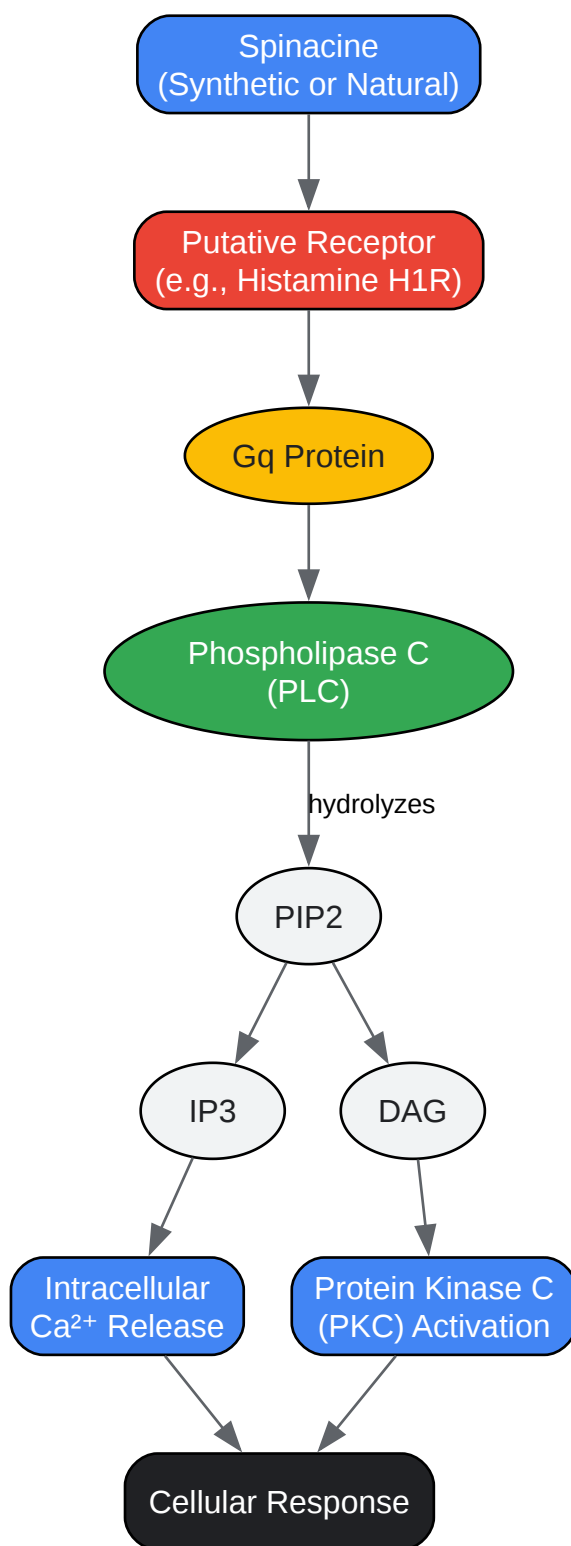 Spinacine
(Synthetic or Natural)
Putative Receptor
(e.g., Histamine H1R)
Gq Protein
Phospholipase C
(PLC)
hydrolyzes
PIP2
IP3
DAG
Intracellular
Ca²⁺ Release
Protein Kinase C
(PKC) Activation
Cellular Response